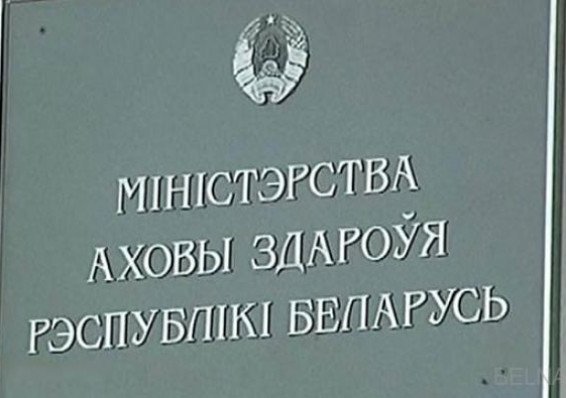 МІНІСТЭРСТВА
АХОВЫ ЗДАРОЎЯ
РЭСПУБЛІКІ БЕЛАРУСЬ